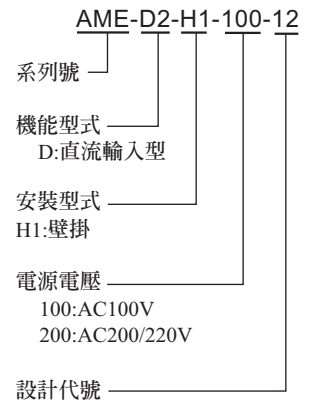 AME-D2-H1-100-12
系列號
機能型式
D:直流輸入型
安裝型式
H1:壁掛
電源電壓
100:AC100V
200:AC200/220V
設計代號